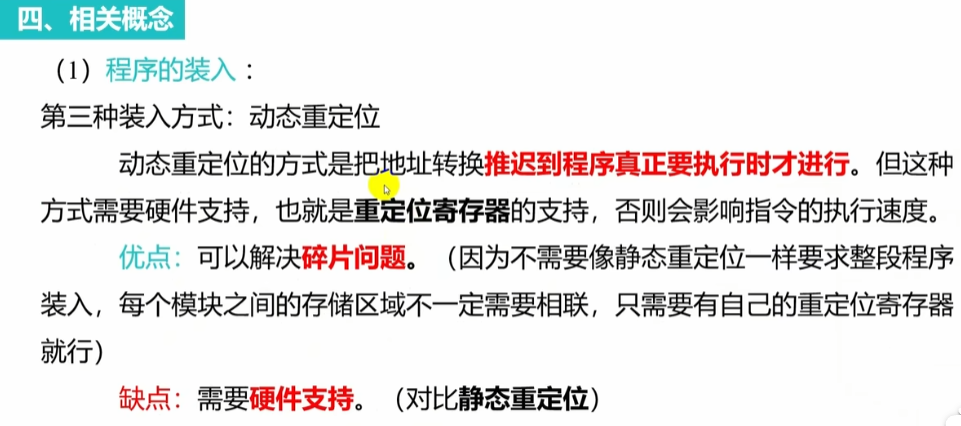 四、相关概念
（1）程序的装入：
第三种装入方式：动态重定位
动态重定位的方式是把地址转换推迟到程序真正要执行时才进行。但这种
方式需要硬件支持，也就是重定位寄存器的支持，否则会影响指令的执行速度。
优点：可以解决碎片问题。（因为不需要像静态重定位一样要求整段程序
装入，每个模块之间的存储区域不一定需要相联，只需要有自己的重定位寄存器
就行）
缺点：需要硬件支持。（对比静态重定位）